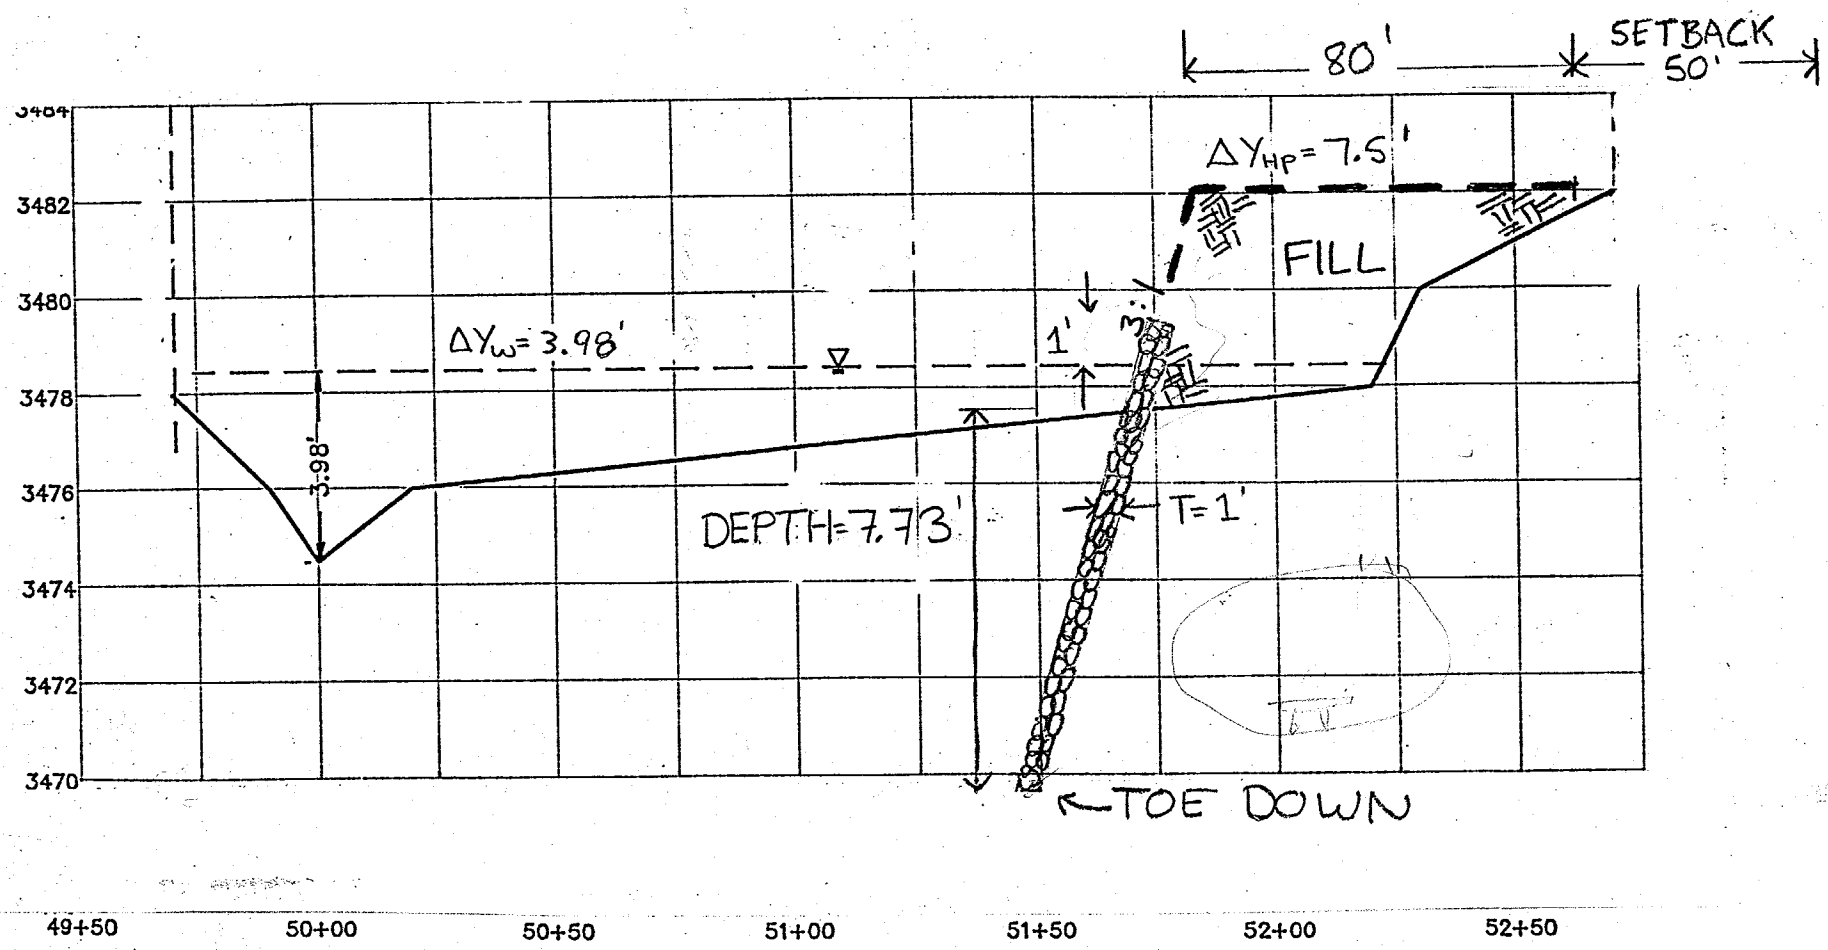 SETBACK
80' 50'
3484
ΔY_HP = 7.5'
3482
FILL
3480
3:1
1'
ΔY_W = 3.98'
3478
3.98'
3476
DEPTH = 7.73' T = 1'
3474
3472
3470
← TOE DOWN
49+50 50+00 50+50 51+00 51+50 52+00 52+50